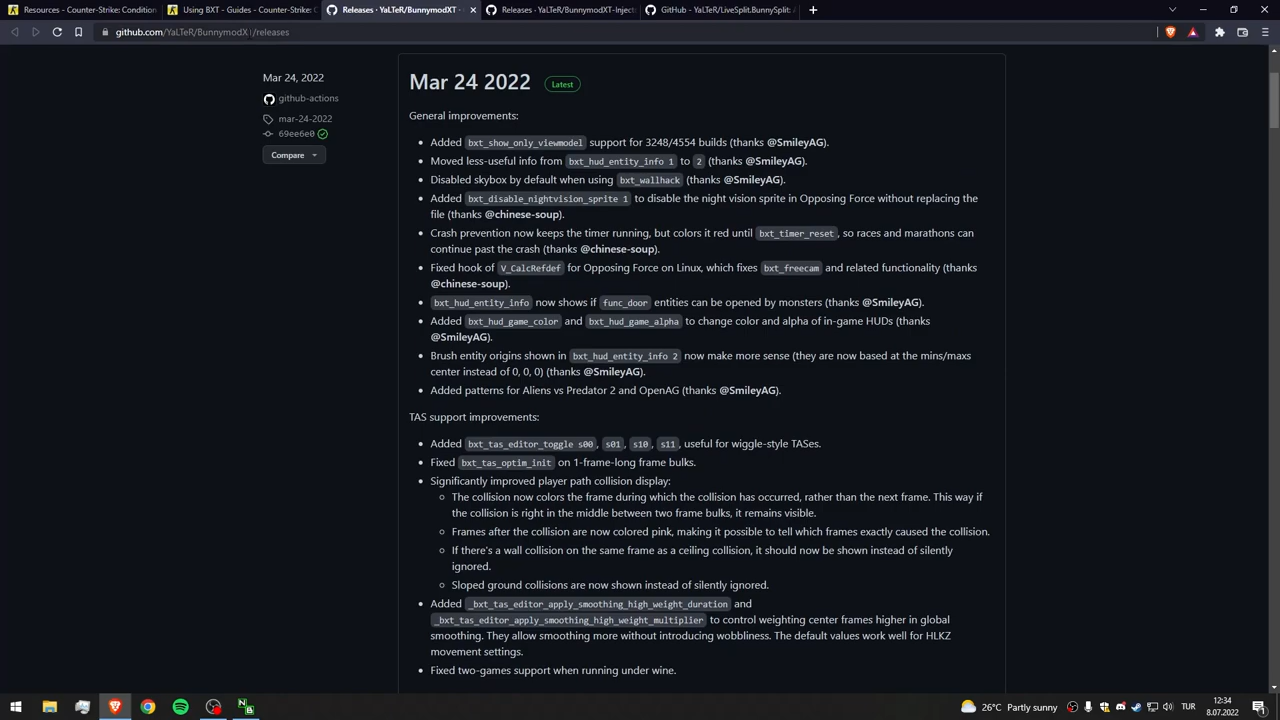 Resources - Counter-Strike: Condition
Using BXT - Guides - Counter-Strike: C
Releases · YaLTeR/BunnymodXT ·
Releases · YaLTeR/BunnymodXT-Inject
GitHub - YaLTeR/LiveSplit.BunnySplit: A
github.com/YaLTeR/BunnymodXT/releases
Mar 24, 2022
github-actions
mar-24-2022
69ee6e0
Compare
Mar 24 2022 Latest
General improvements:
Added bxt_show_only_viewmodel support for 3248/4554 builds (thanks @SmileyAG).
Moved less-useful info from bxt_hud_entity_info 1 to 2 (thanks @SmileyAG).
Disabled skybox by default when using bxt_wallhack (thanks @SmileyAG).
Added bxt_disable_nightvision_sprite 1 to disable the night vision sprite in Opposing Force without replacing the
file (thanks @chinese-soup).
Crash prevention now keeps the timer running, but colors it red until bxt_timer_reset, so races and marathons can
continue past the crash (thanks @chinese-soup).
Fixed hook of V_CalcRefdef for Opposing Force on Linux, which fixes bxt_freecam and related functionality (thanks
@chinese-soup).
bxt_hud_entity_info now shows if func_door entities can be opened by monsters (thanks @SmileyAG).
Added bxt_hud_game_color and bxt_hud_game_alpha to change color and alpha of in-game HUDs (thanks
@SmileyAG).
Brush entity origins shown in bxt_hud_entity_info 2 now make more sense (they are now based at the mins/maxs
center instead of 0, 0, 0) (thanks @SmileyAG).
Added patterns for Aliens vs Predator 2 and OpenAG (thanks @SmileyAG).
TAS support improvements:
Added bxt_tas_editor_toggle s00, s01, s10, s11, useful for wiggle-style TASes.
Fixed bxt_tas_optim_init on 1-frame-long frame bulks.
Significantly improved player path collision display:
The collision now colors the frame during which the collision has occurred, rather than the next frame. This way if
the collision is right in the middle between two frame bulks, it remains visible.
Frames after the collision are now colored pink, making it possible to tell which frames exactly caused the collision.
If there's a wall collision on the same frame as a ceiling collision, it should now be shown instead of silently
ignored.
Sloped ground collisions are now shown instead of silently ignored.
Added _bxt_tas_editor_apply_smoothing_high_weight_duration and
_bxt_tas_editor_apply_smoothing_high_weight_multiplier to control weighting center frames higher in global
smoothing. They allow smoothing more without introducing wobbliness. The default values work well for HLKZ
movement settings.
Fixed two-games support when running under wine.
26°C Partly sunny
TUR
12:34
8.07.2022